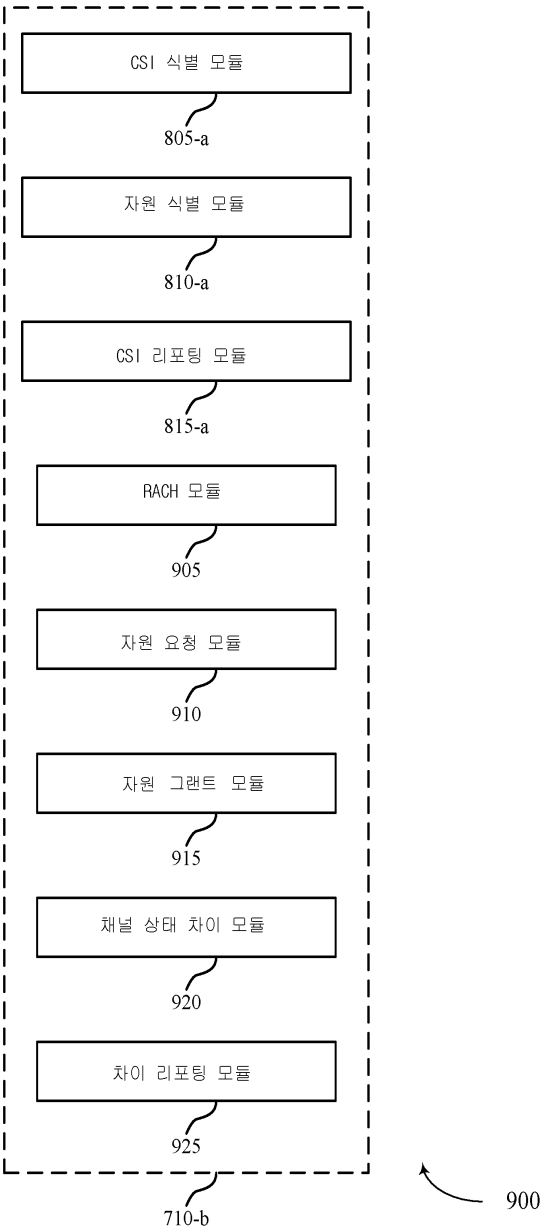 CSI 식별 모듈
805-a
자원 식별 모듈
810-a
CSI 리포팅 모듈
815-a
RACH 모듈
905
자원 요청 모듈
910
자원 그랜트 모듈
915
채널 상태 차이 모듈
920
차이 리포팅 모듈
925
710-b
900